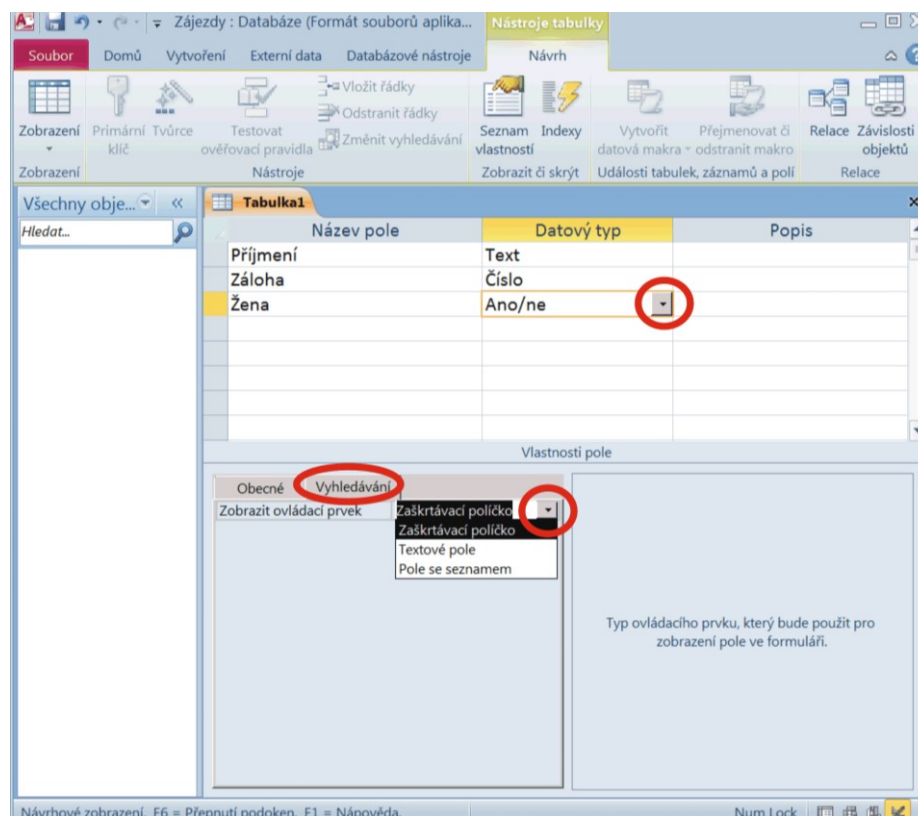 Zájezdy : Databáze (Formát souborů aplika...
Nástroje tabulky
Soubor Domů Vytvoření Externí data Databázové nástroje Návrh
Zobrazení
Primární klíč
Tvůrce
Testovat ověřovací pravidla
Vložit řádky
Odstranit řádky
Změnit vyhledávání
Seznam vlastností
Indexy
Vytvořit datová makra
Přejmenovat či odstranit makro
Relace
Závislosti objektů
Zobrazení Nástroje Zobrazit či skrýt Události tabulek, záznamů a polí Relace
Všechny obje... «
Hledat...
Tabulka1
Název pole Datový typ Popis
Příjmení Text
Záloha Číslo
Žena Ano/ne
Vlastnosti pole
Obecné Vyhledávání
Zobrazit ovládací prvek Zaškrtávací políčko
Zaškrtávací políčko
Textové pole
Pole se seznamem
Typ ovládacího prvku, který bude použit pro
zobrazení pole ve formuláři.
Návrhové zobrazení. F6 = Přepnutí podoken. F1 = Nápověda. Num Lock